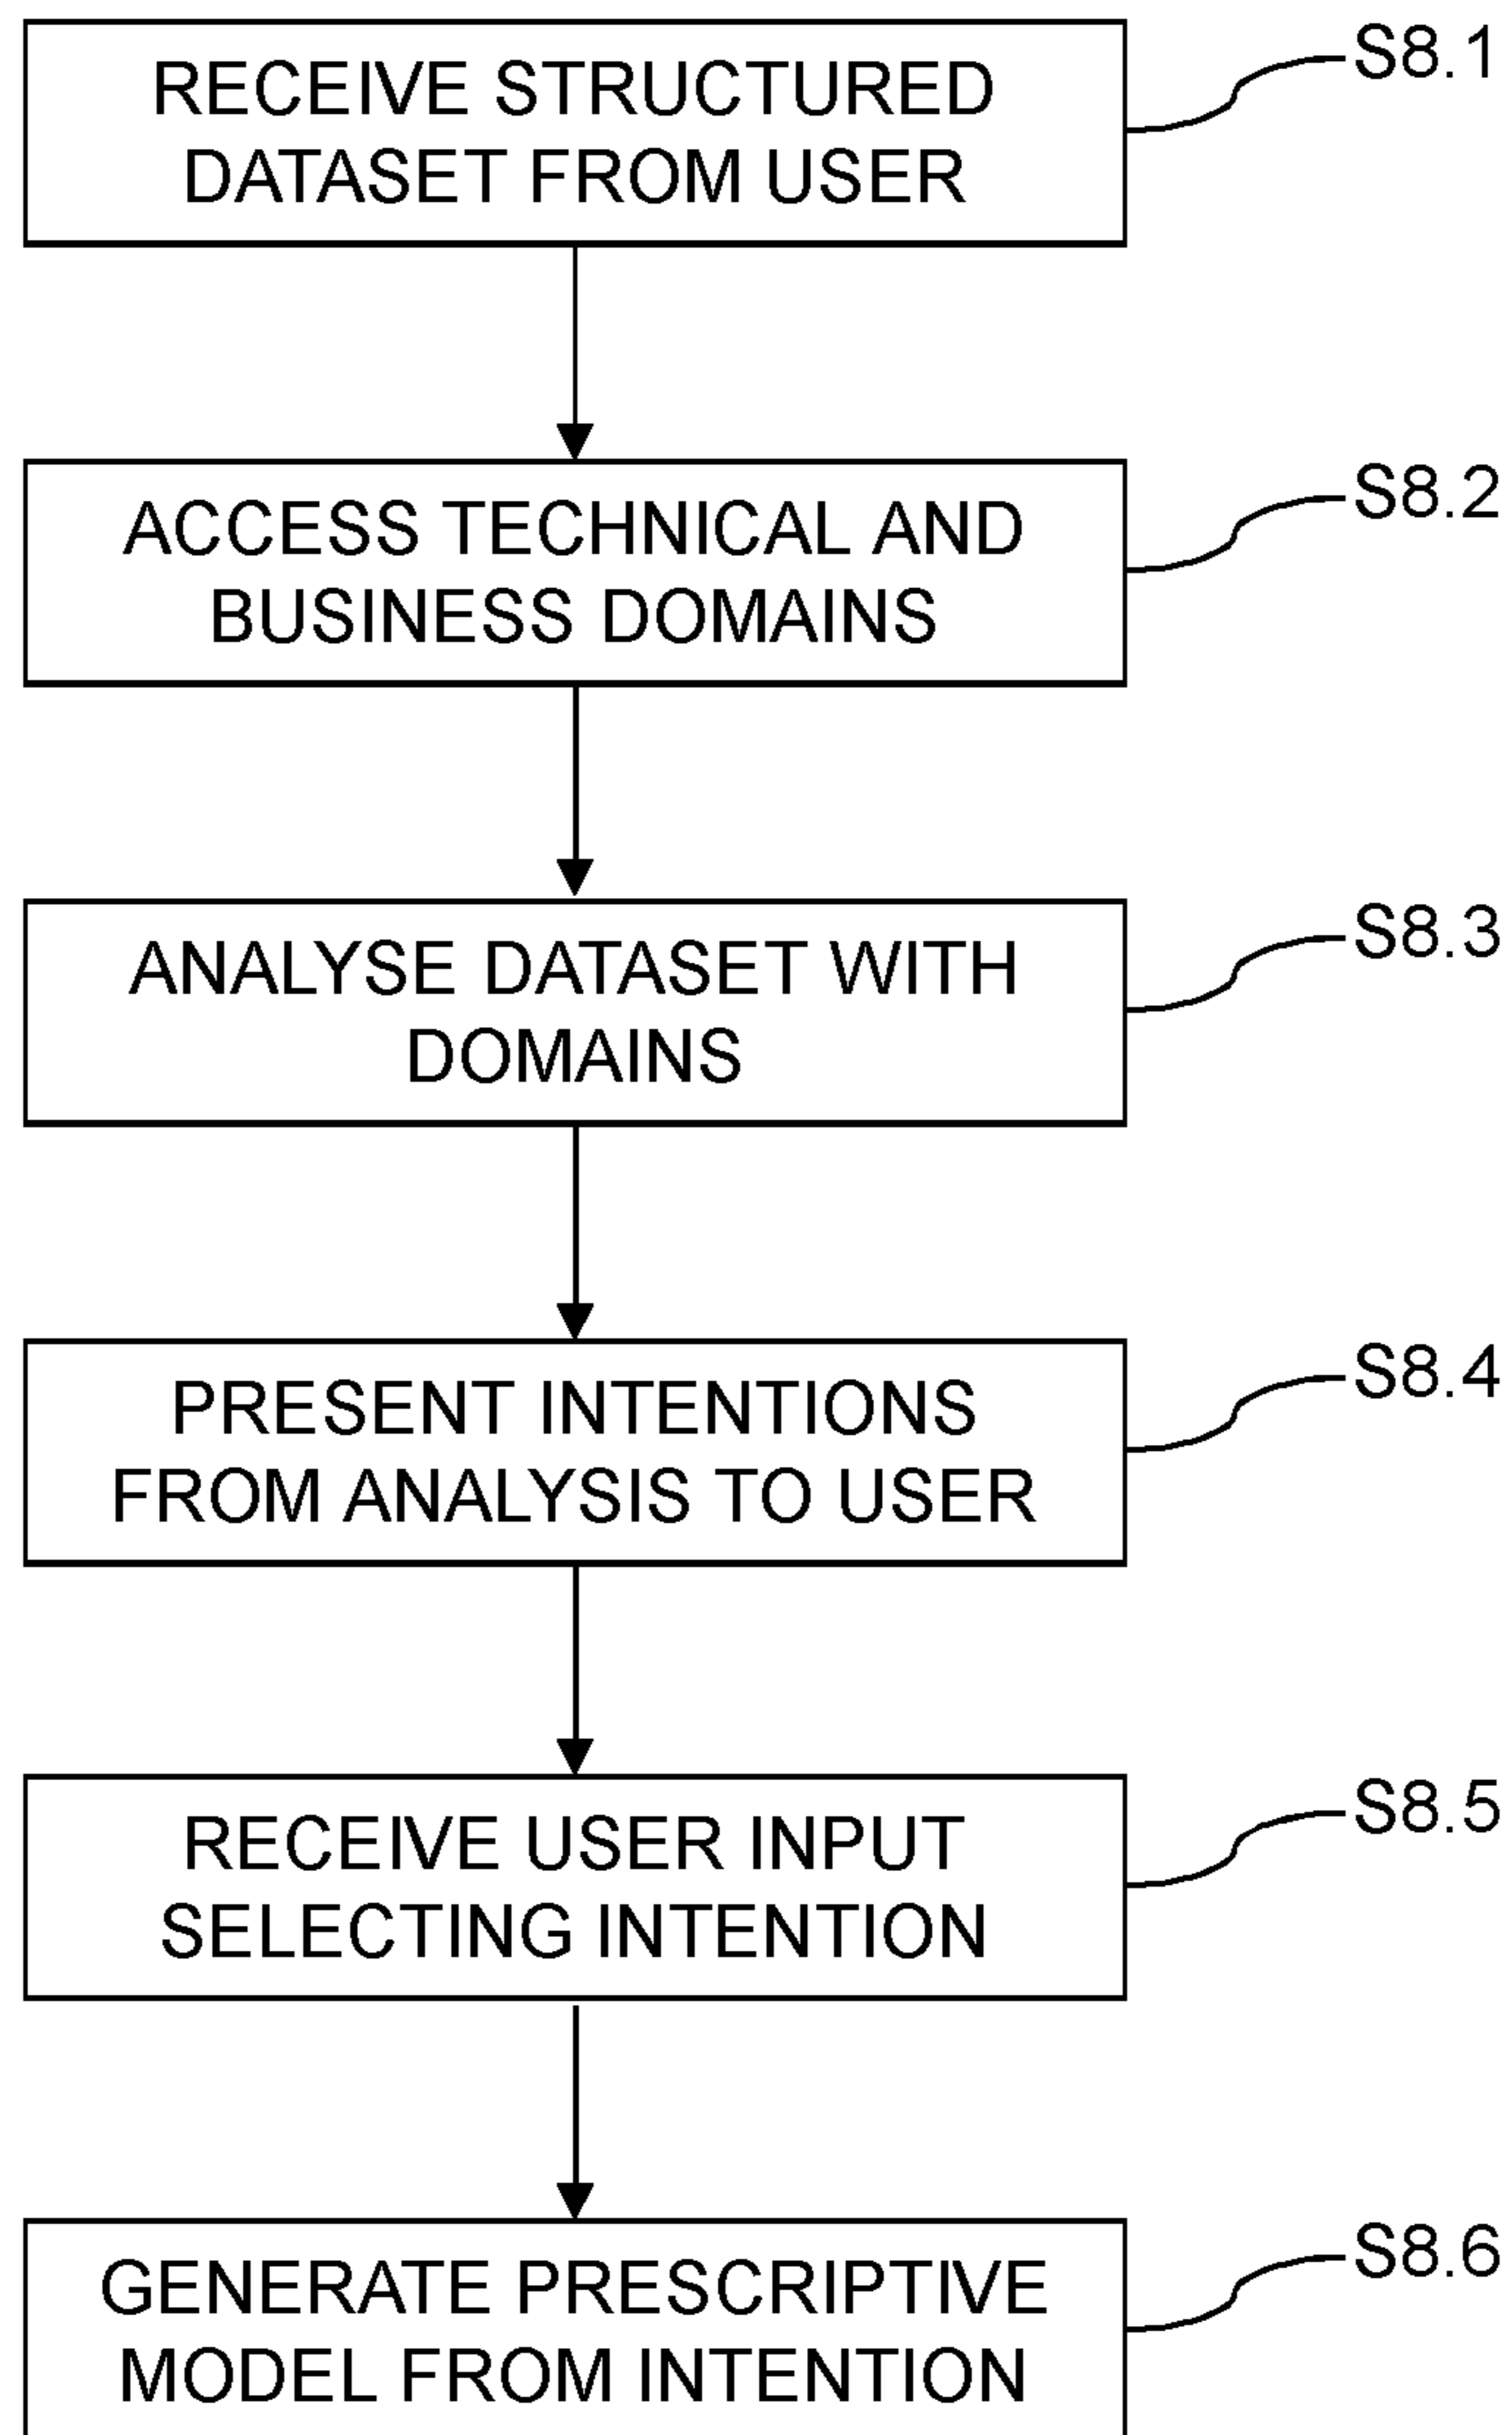 RECEIVE STRUCTURED
DATASET FROM USER
S8.1
ACCESS TECHNICAL AND
BUSINESS DOMAINS
S8.2
ANALYSE DATASET WITH
DOMAINS
S8.3
PRESENT INTENTIONS
FROM ANALYSIS TO USER
S8.4
RECEIVE USER INPUT
SELECTING INTENTION
S8.5
GENERATE PRESCRIPTIVE
MODEL FROM INTENTION
S8.6